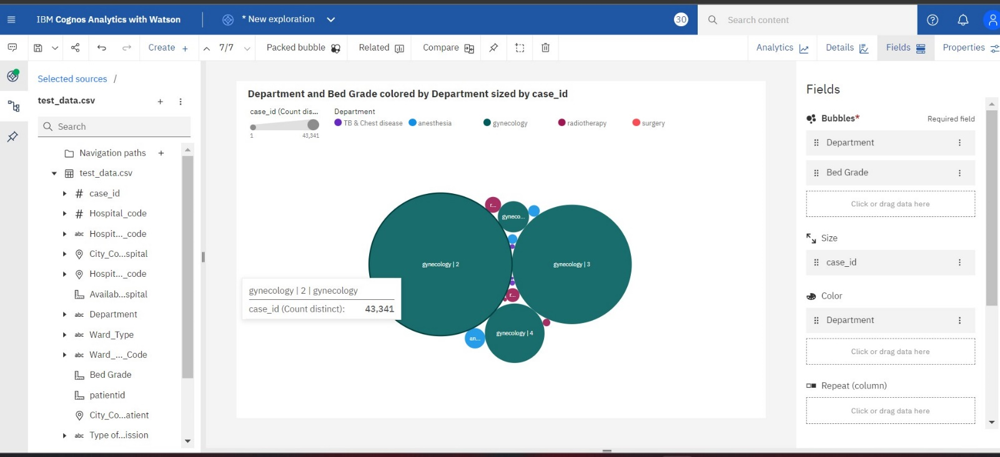 IBM Cognos Analytics with Watson
* New exploration
30
Search content
Create +
7/7
Packed bubble
Related
Compare
Analytics
Details
Fields
Properties
Selected sources /
test_data.csv
Search
Navigation paths +
test_data.csv
# case_id
# Hospital_code
abc Hospit..._code
City_Co...spital
Hospit..._code
Availab...spital
abc Department
abc Ward_Type
abc Ward_..._Code
Bed Grade
patientid
City_Co...atient
abc Type of...ission
Department and Bed Grade colored by Department sized by case_id
case_id (Count dis...
1
43,341
Department
TB & Chest disease
anesthesia
gynecology
radiotherapy
surgery
r...
gyneco...
gynecology | 2
gynecology | 3
r...
gynecology | 4
an...
gynecology | 2 | gynecology
case_id (Count distinct): 43,341
Fields
Bubbles* Required field
Department
Bed Grade
Click or drag data here
Size
case_id
Color
Department
Click or drag data here
Repeat (column)
Click or drag data here